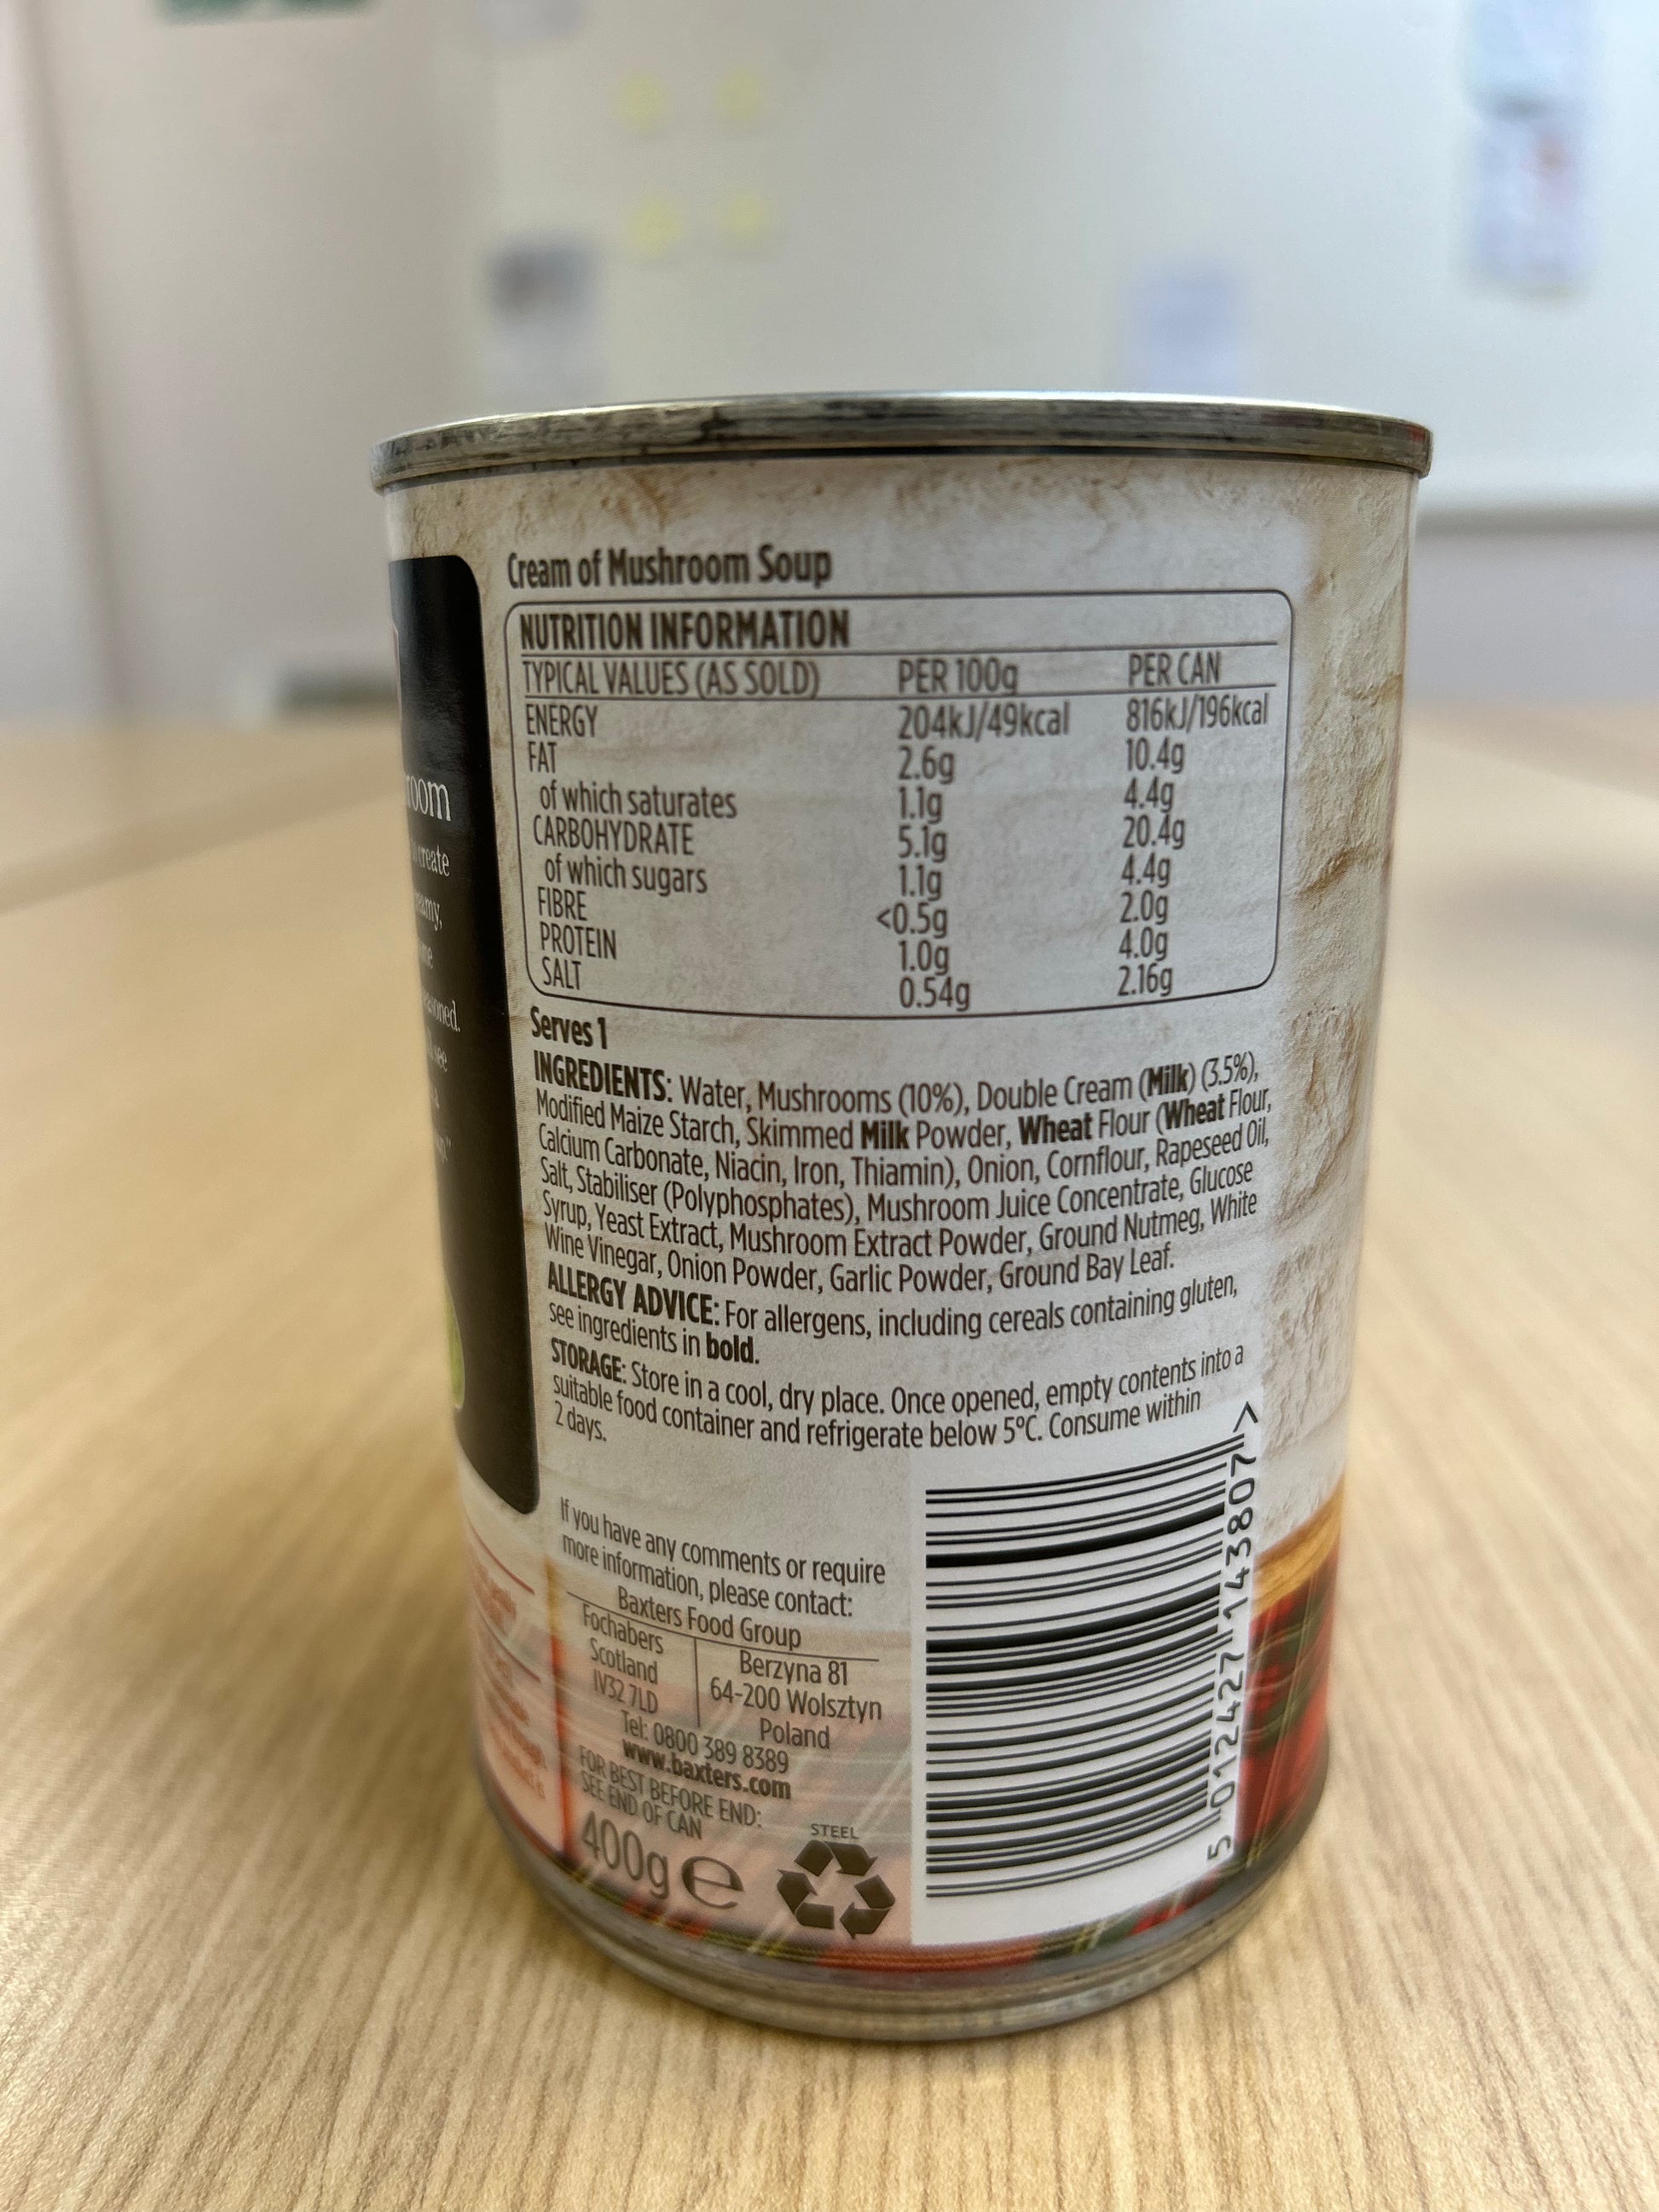 Cream of Mushroom Soup
NUTRITION INFORMATION
TYPICAL VALUES (AS SOLD) PER 100g PER CAN
ENERGY 204kJ/49kcal 816kJ/196kcal
FAT 2.6g 10.4g
of which saturates 1.1g 4.4g
CARBOHYDRATE 5.1g 20.4g
of which sugars 1.1g 4.4g
FIBRE <0.5g 2.0g
PROTEIN 1.0g 4.0g
SALT 0.54g 2.16g
Serves 1
INGREDIENTS: Water, Mushrooms (10%), Double Cream (Milk) (3.5%),
Modified Maize Starch, Skimmed Milk Powder, Wheat Flour (Wheat Flour,
Calcium Carbonate, Niacin, Iron, Thiamin), Onion, Cornflour, Rapeseed Oil,
Salt, Stabiliser (Polyphosphates), Mushroom Juice Concentrate, Glucose
Syrup, Yeast Extract, Mushroom Extract Powder, Ground Nutmeg, White
Wine Vinegar, Onion Powder, Garlic Powder, Ground Bay Leaf.
ALLERGY ADVICE: For allergens, including cereals containing gluten,
see ingredients in bold.
STORAGE: Store in a cool, dry place. Once opened, empty contents into a
suitable food container and refrigerate below 5°C. Consume within
2 days.
If you have any comments or require
more information, please contact:
Baxters Food Group
Fochabers
Scotland
IV32 7LD
Berzyna 81
64-200 Wolsztyn
Poland
Tel: 0800 389 8389
www.baxters.com
FOR BEST BEFORE END:
SEE END OF CAN
400g e
STEEL
5 012427 143807 >
room
create